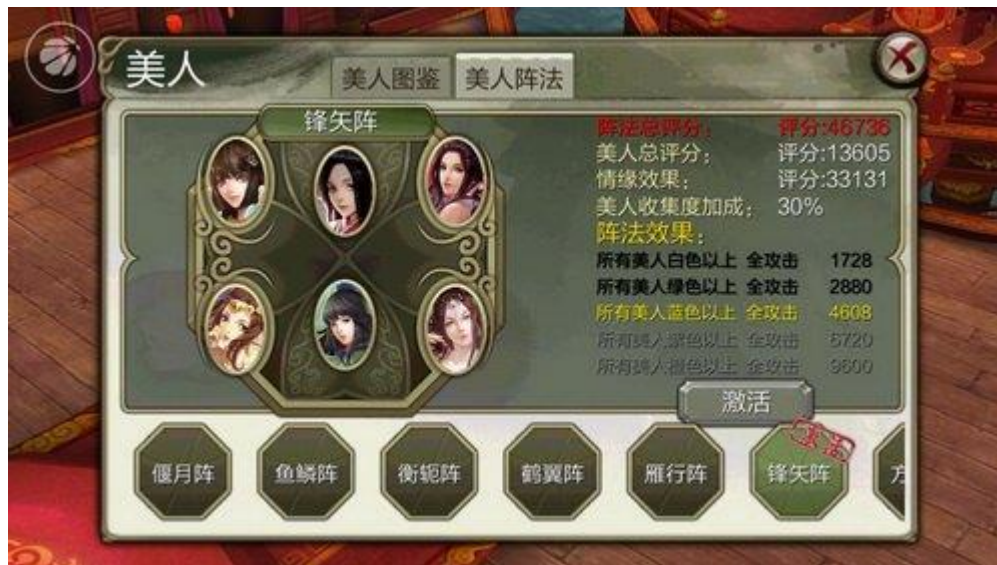 美人
美人图鉴 美人阵法
锋矢阵
阵法总评分： 评分:46736
美人总评分： 评分:13605
情缘效果： 评分:33131
美人收集度加成： 30%
阵法效果：
所有美人白色以上 全攻击 1728
所有美人绿色以上 全攻击 2880
所有美人蓝色以上 全攻击 4608
所有美人紫色以上 全攻击 6720
所有美人橙色以上 全攻击 9600
激活
偃月阵 鱼鳞阵 衡轭阵 鹤翼阵 雁行阵 锋矢阵 方